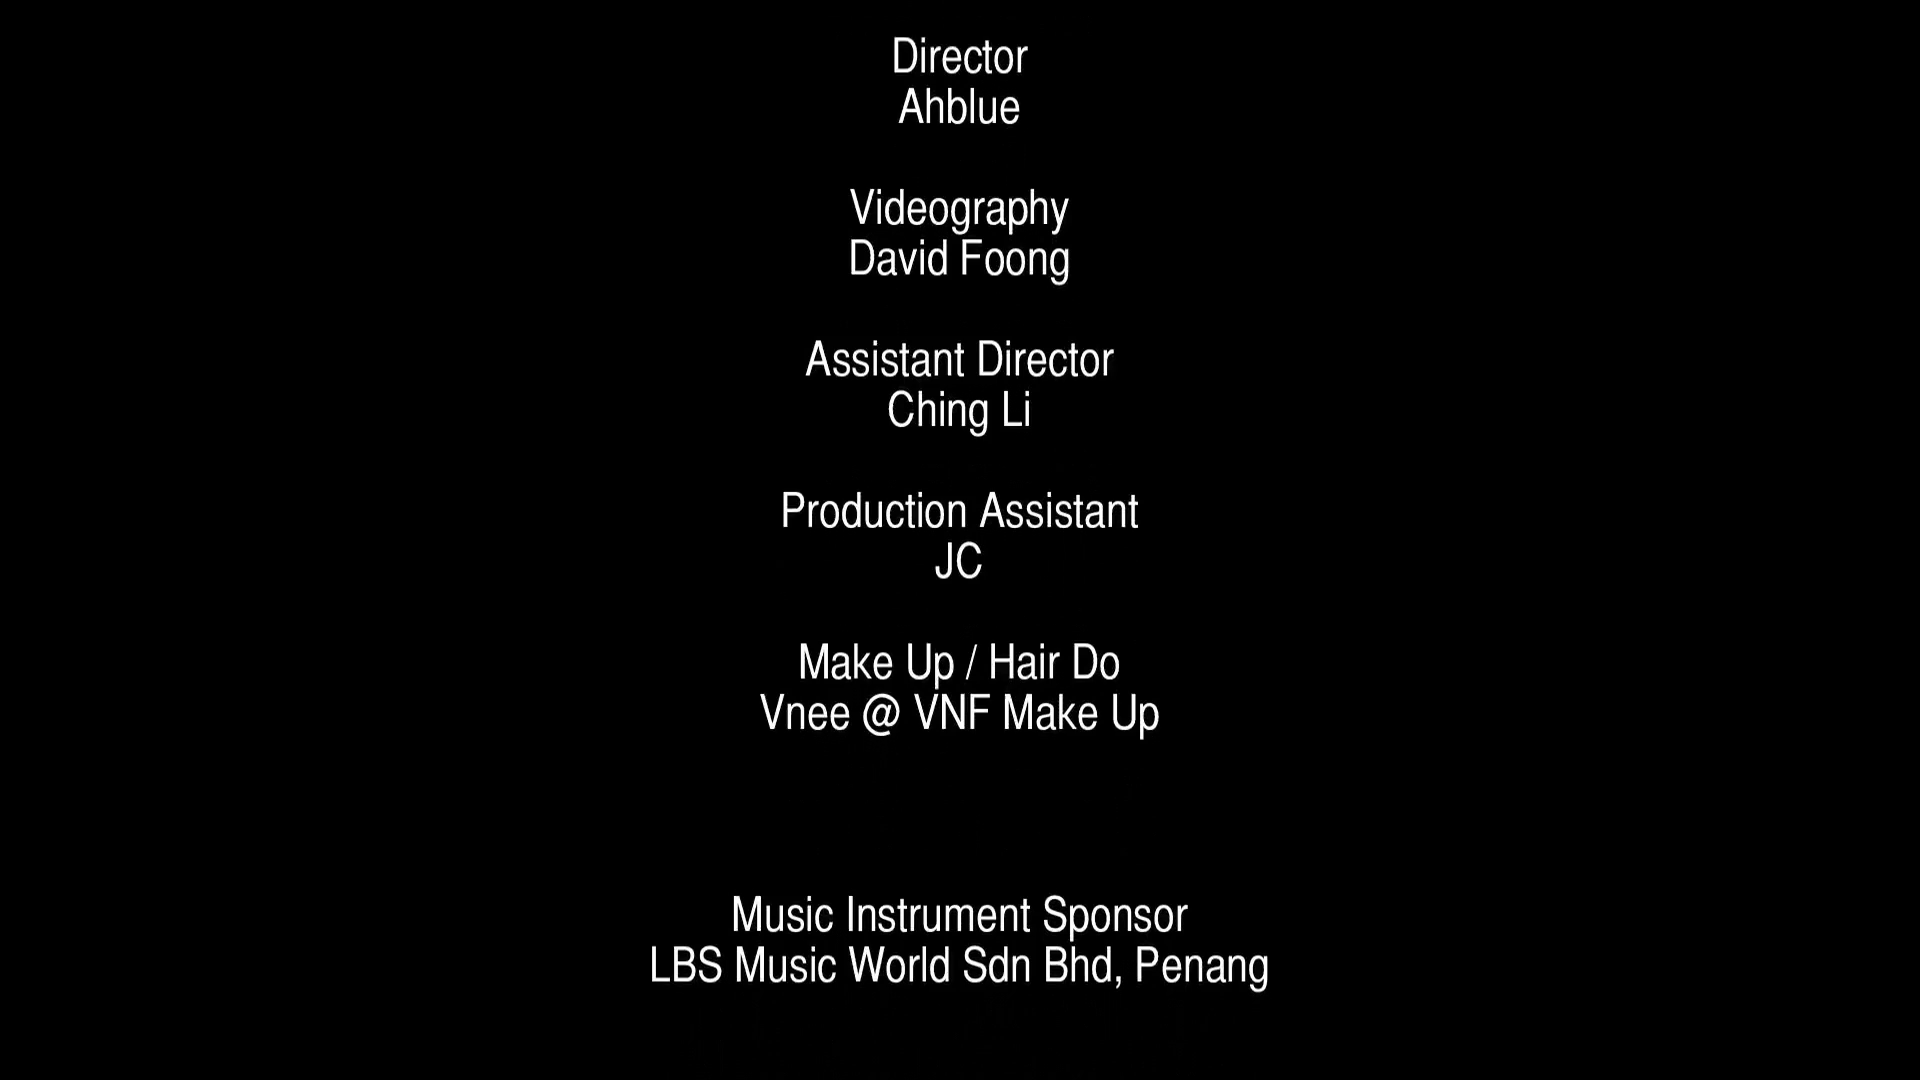 Director
Ahblue
Videography
David Foong
Assistant Director
Ching Li
Production Assistant
JC
Make Up / Hair Do
Vnee @ VNF Make Up
Music Instrument Sponsor
LBS Music World Sdn Bhd, Penang